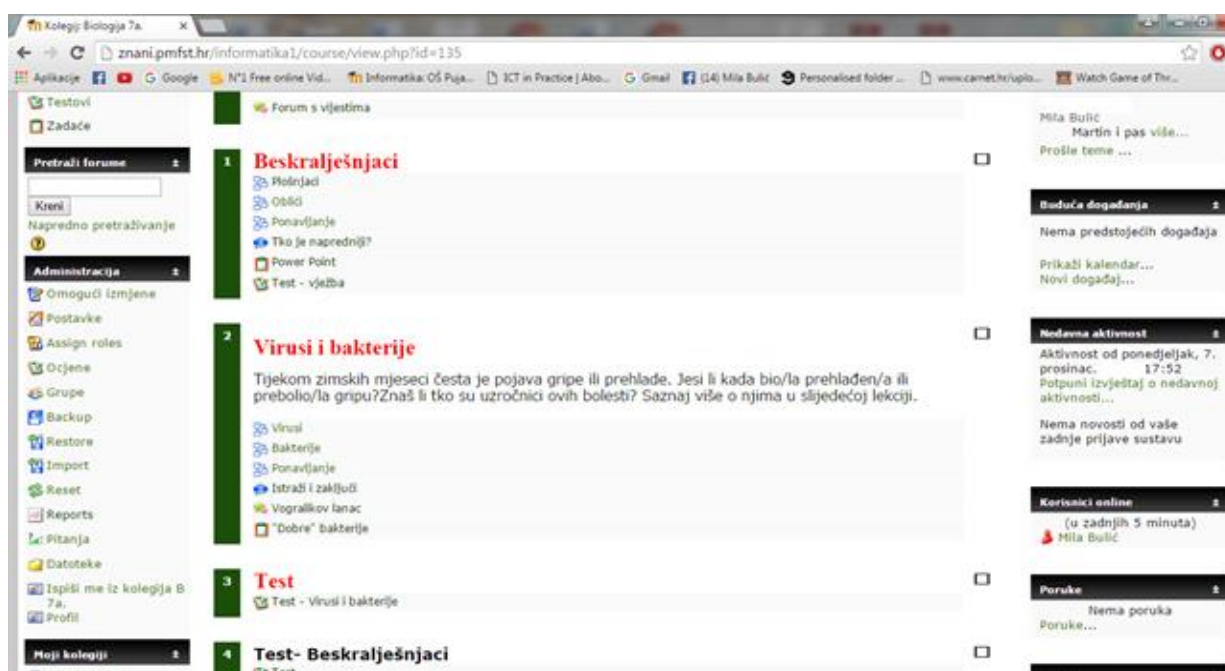 Kolegij: Biologija 7a.
znani.pmfst.hr/informatika1/course/view.php?id=135
Aplikacije
Google
N°1 Free online Vid...
Informatika: OŠ Puja...
ICT in Practice | Abo...
Gmail
(14) Mila Bulić
Personalised folder ...
www.carnet.hr/uplo...
Watch Game of Thr...
Testovi
Zadaće
Pretraži forume
Kreni
Napredno pretraživanje
Administracija
Omogući izmjene
Postavke
Assign roles
Ocjene
Grupe
Backup
Restore
Import
Reset
Reports
Pitanja
Datoteke
Ispiši me iz kolegija B
7a.
Profil
Moji kolegiji
Forum s vijestima
1 Beskralješnjaci
Plošnjaci
Oblići
Ponavljanje
Tko je napredniji?
Power Point
Test - vježba
2 Virusi i bakterije
Tijekom zimskih mjeseci česta je pojava gripe ili prehlade. Jesi li kada bio/la prehlađen/a ili
prebolio/la gripu?Znaš li tko su uzročnici ovih bolesti? Saznaj više o njima u slijedećoj lekciji.
Virusi
Bakterije
Ponavljanje
Istraži i zaključi
Vogralikov lanac
"Dobre" bakterije
3 Test
Test - Virusi i bakterije
4 Test- Beskralješnjaci
Test
Mila Bulić
Martin i pas više...
Prošle teme ...
Buduća događanja
Nema predstojećih događaja
Prikaži kalendar...
Novi događaj...
Nedavna aktivnost
Aktivnost od ponedjeljak, 7.
prosinac. 17:52
Potpuni izvještaj o nedavnoj
aktivnosti...
Nema novosti od vaše
zadnje prijave sustavu
Korisnici online
(u zadnjih 5 minuta)
Mila Bulić
Poruke
Nema poruka
Poruke...